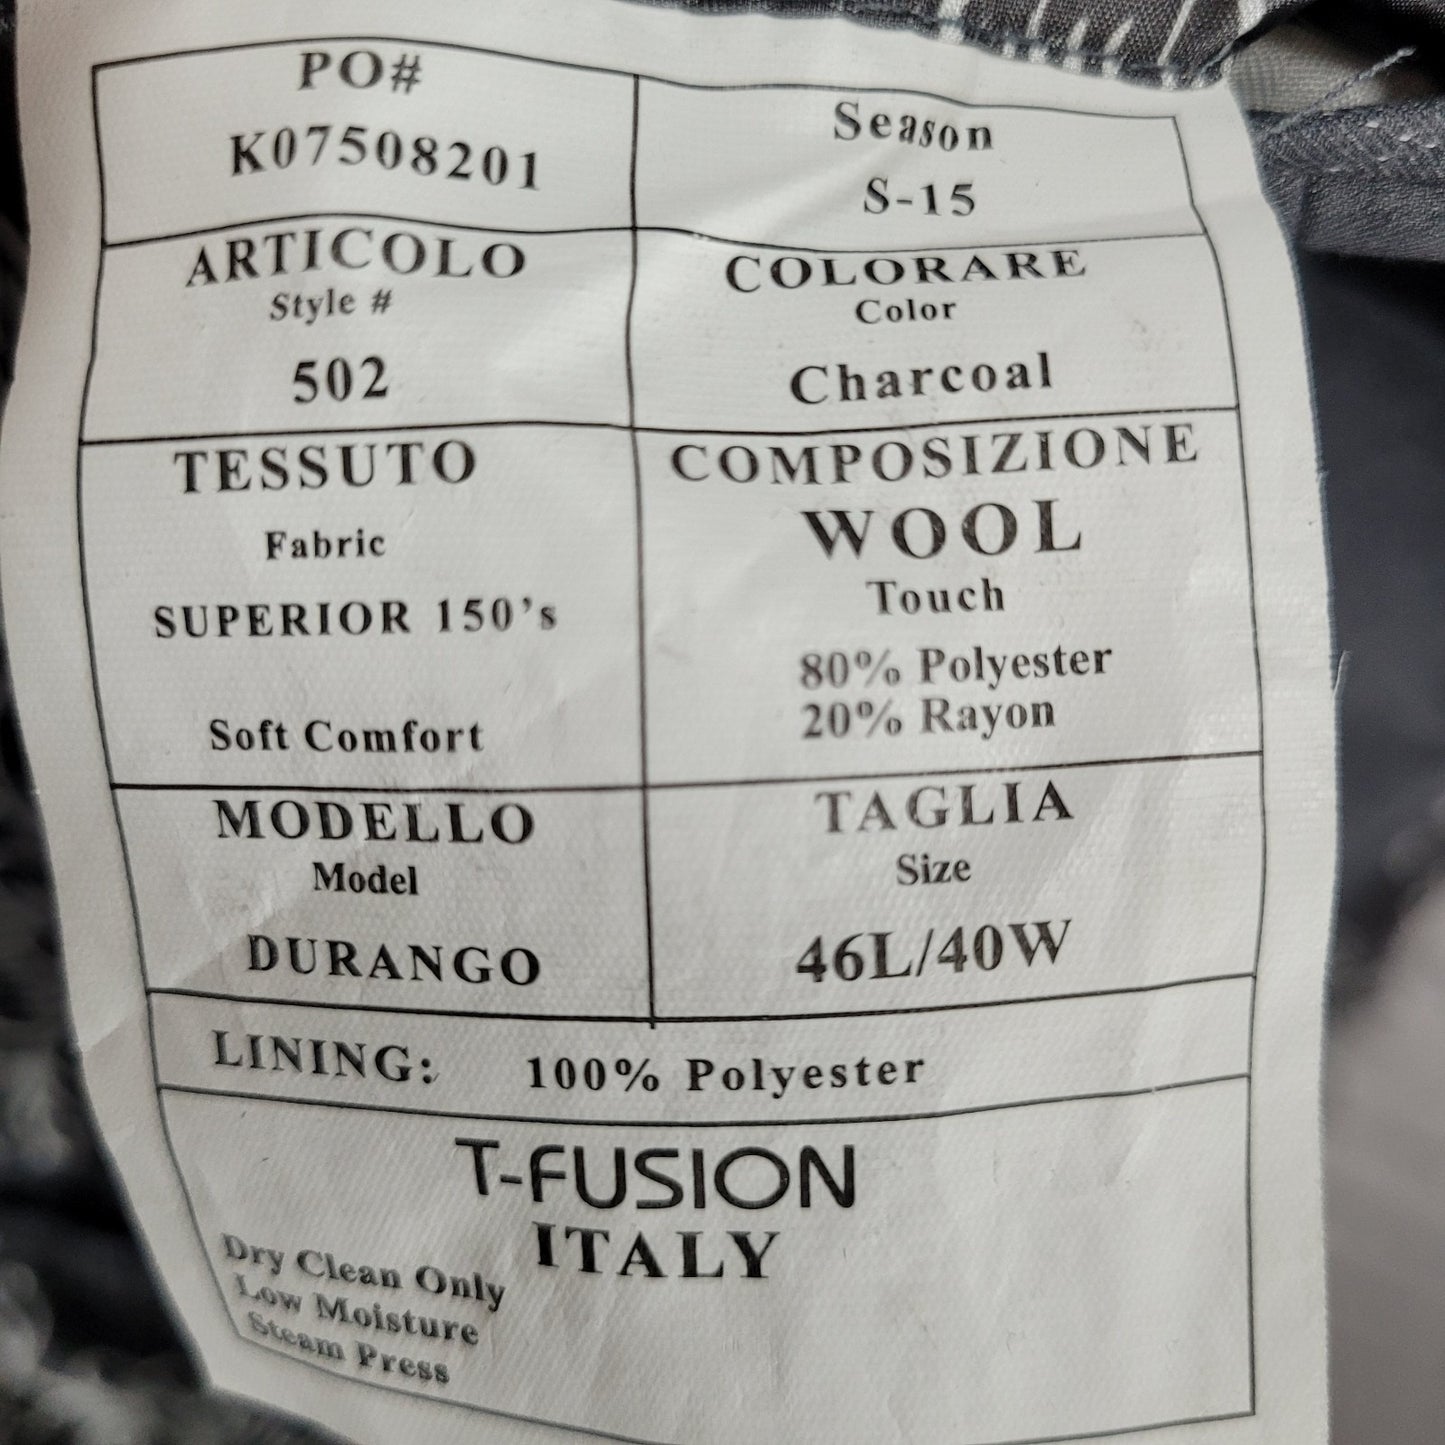 PO#
K07508201
Season
S-15
ARTICOLO
Style #
502
COLORARE
Color
Charcoal
TESSUTO
Fabric
SUPERIOR 150's
Soft Comfort
COMPOSIZIONE
WOOL
Touch
80% Polyester
20% Rayon
MODELLO
Model
DURANGO
TAGLIA
Size
46L/40W
LINING: 100% Polyester
T-FUSION
ITALY
Dry Clean Only
Low Moisture
Steam Press